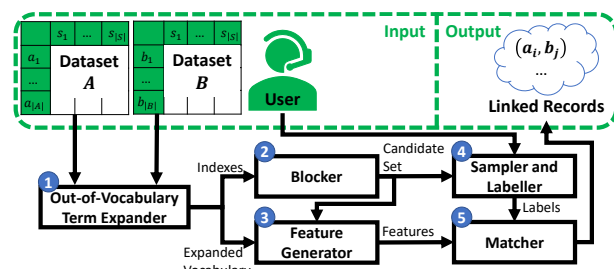 s1 ... s|S|
s1 ... s|S|
Input
Output
a1
Dataset
A
...
a|A|
b1
Dataset
B
...
b|B|
User
(ai, bj)
...
Linked Records
1
Out-of-Vocabulary
Term Expander
Indexes
2
Blocker
Candidate
Set
4
Sampler and
Labeller
3
Feature
Generator
Expanded
Vocabulary
Features
Labels
5
Matcher